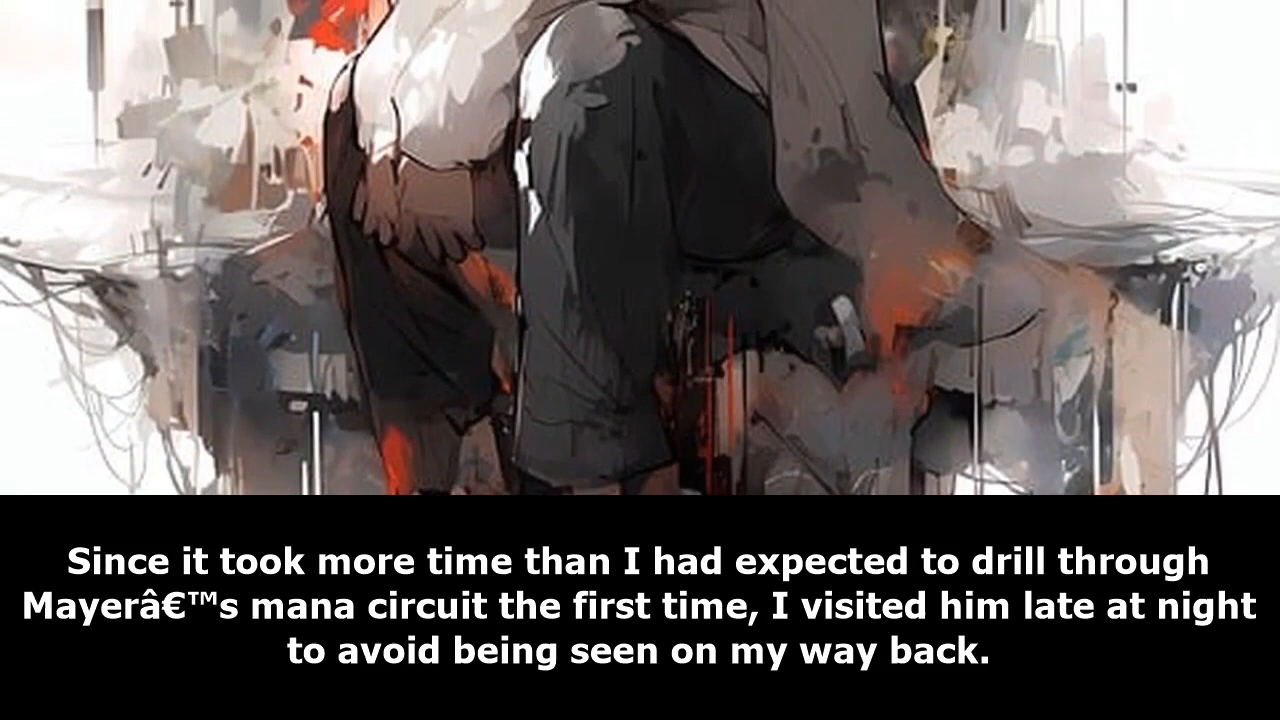 Since it took more time than I had expected to drill through
Mayerâ€™s mana circuit the first time, I visited him late at night
to avoid being seen on my way back.